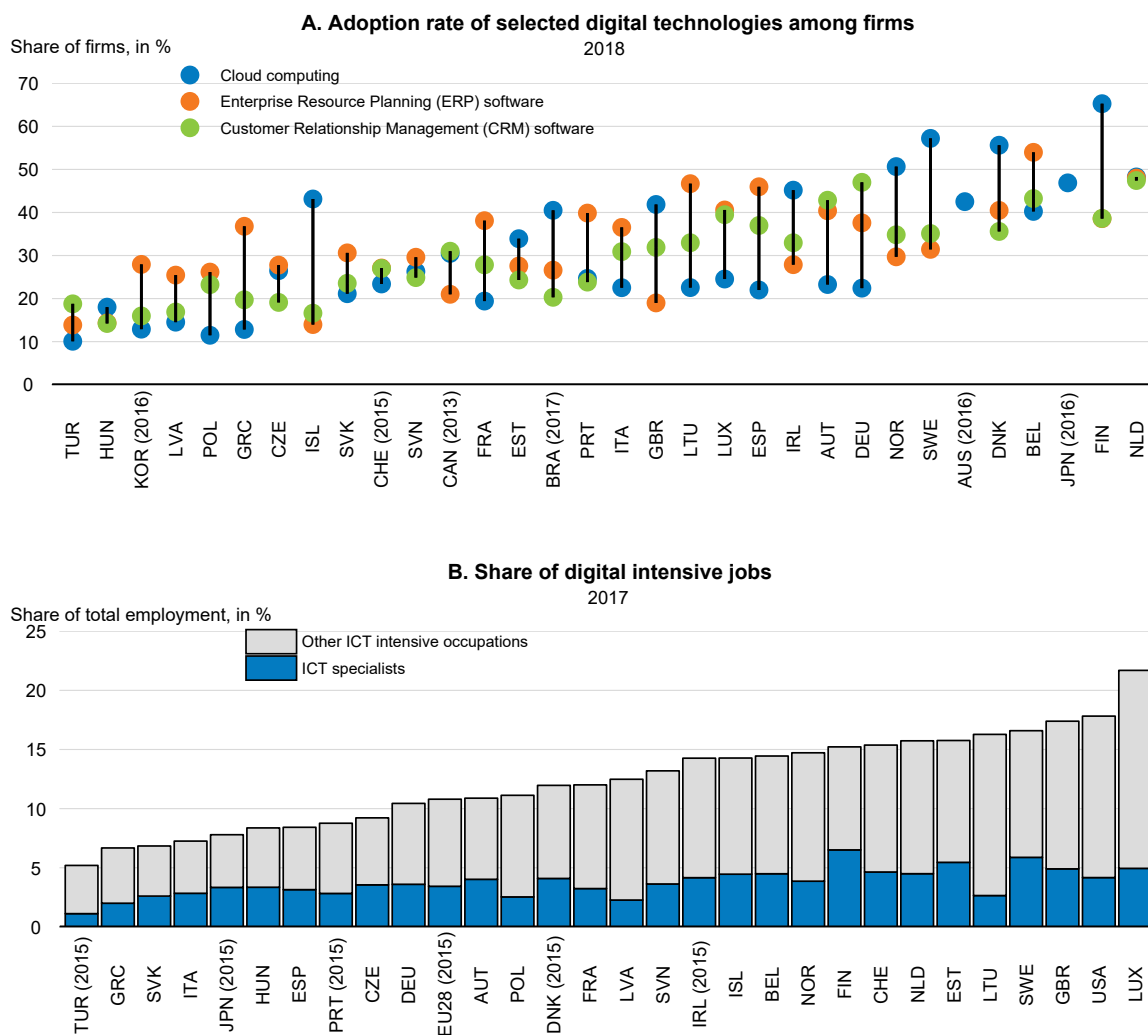 A. Adoption rate of selected digital technologies among firms
Share of firms, in %
2018
Cloud computing
Enterprise Resource Planning (ERP) software
Customer Relationship Management (CRM) software
70
60
50
40
30
20
10
0
TUR
HUN
KOR (2016)
LVA
POL
GRC
CZE
ISL
SVK
CHE (2015)
SVN
CAN (2013)
FRA
EST
BRA (2017)
PRT
ITA
GBR
LTU
LUX
ESP
IRL
AUT
DEU
NOR
SWE
AUS (2016)
DNK
BEL
JPN (2016)
FIN
NLD
B. Share of digital intensive jobs
2017
Share of total employment, in %
Other ICT intensive occupations
ICT specialists
25
20
15
10
5
0
TUR (2015)
GRC
SVK
ITA
JPN (2015)
HUN
ESP
PRT (2015)
CZE
DEU
EU28 (2015)
AUT
POL
DNK (2015)
FRA
LVA
SVN
IRL (2015)
ISL
BEL
NOR
FIN
CHE
NLD
EST
LTU
SWE
GBR
USA
LUX